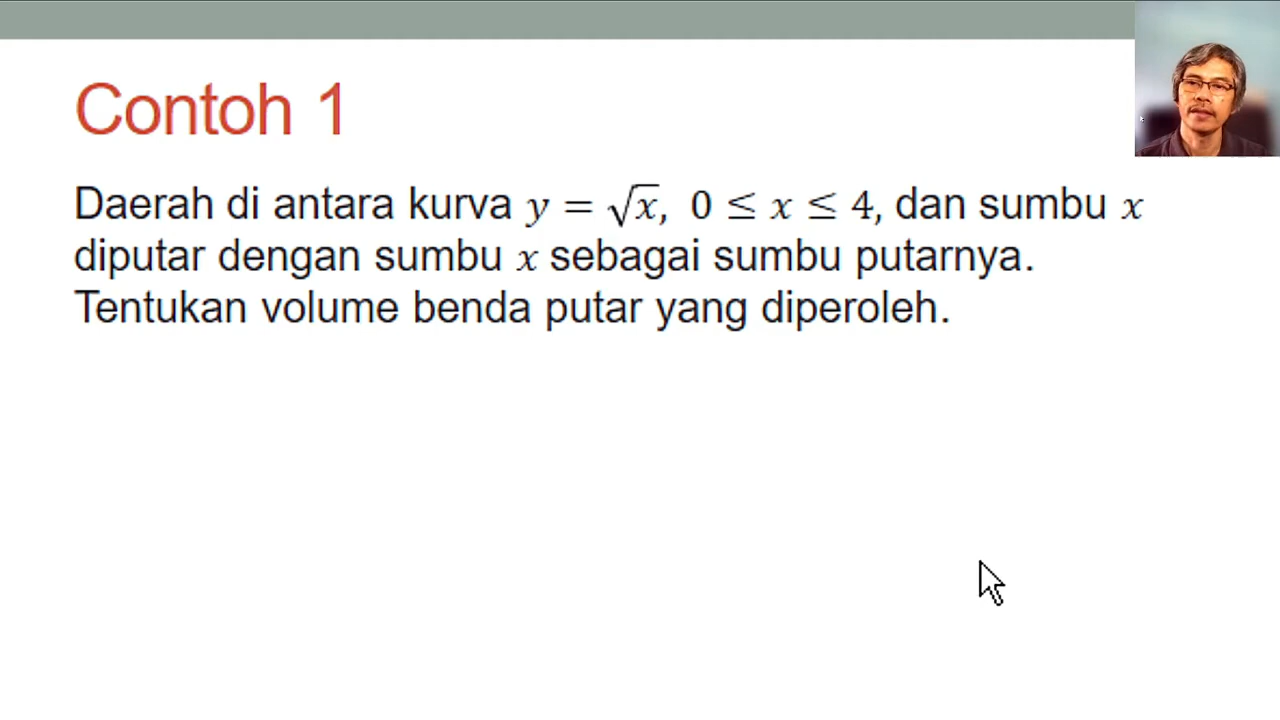 Contoh 1
Daerah di antara kurva y = √x, 0 ≤ x ≤ 4, dan sumbu x
diputar dengan sumbu x sebagai sumbu putarnya.
Tentukan volume benda putar yang diperoleh.